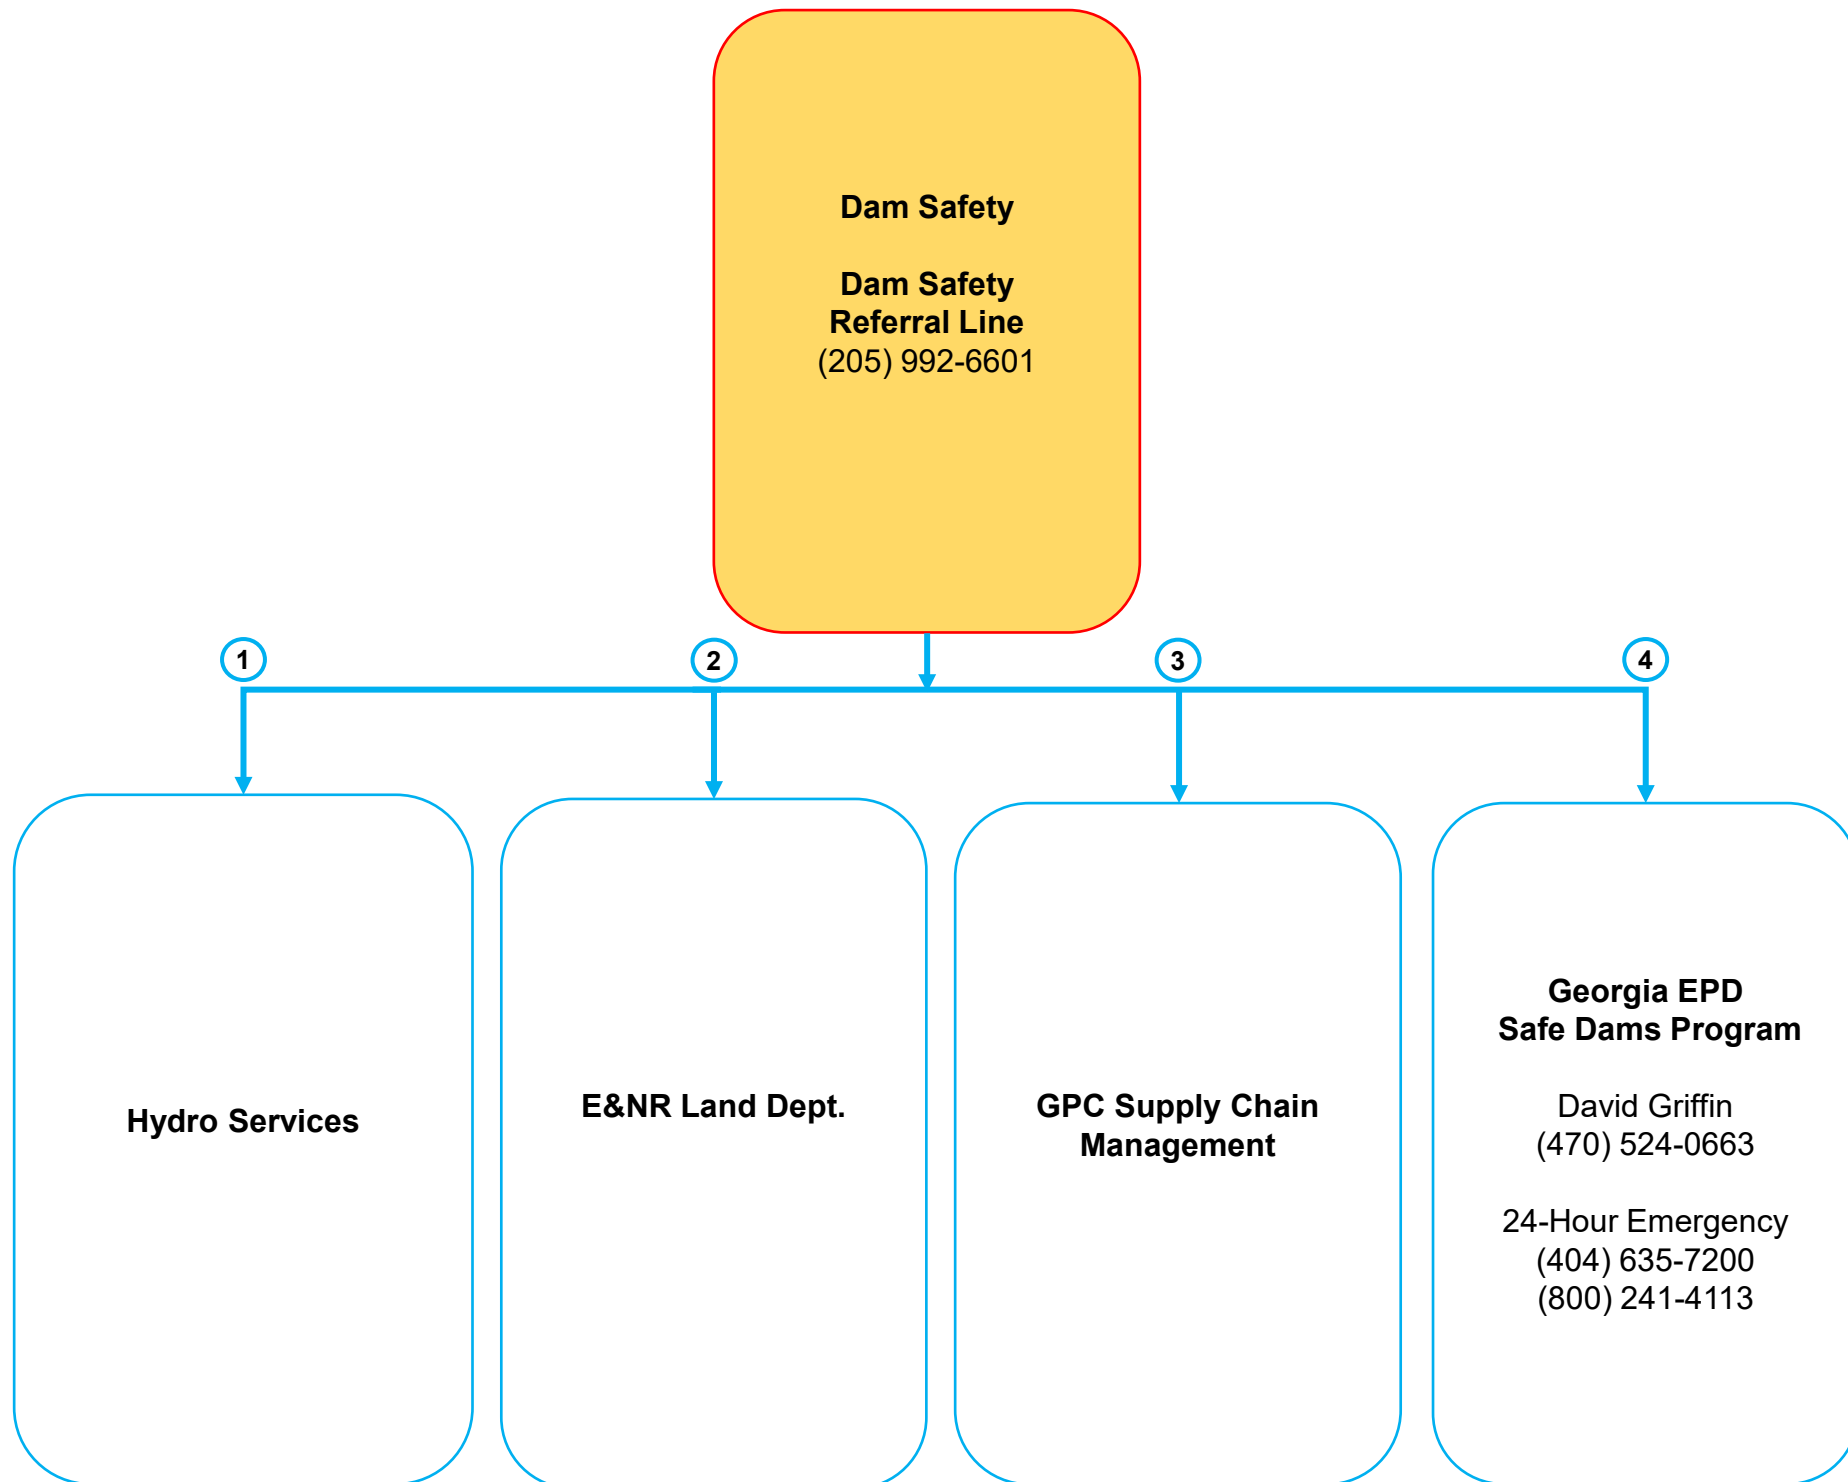 Dam Safety
Dam Safety
Referral Line
(205) 992-6601
1
2
3
4
Hydro Services
E&NR Land Dept.
GPC Supply Chain
Management
Georgia EPD
Safe Dams Program
David Griffin
(470) 524-0663
24-Hour Emergency
(404) 635-7200
(800) 241-4113